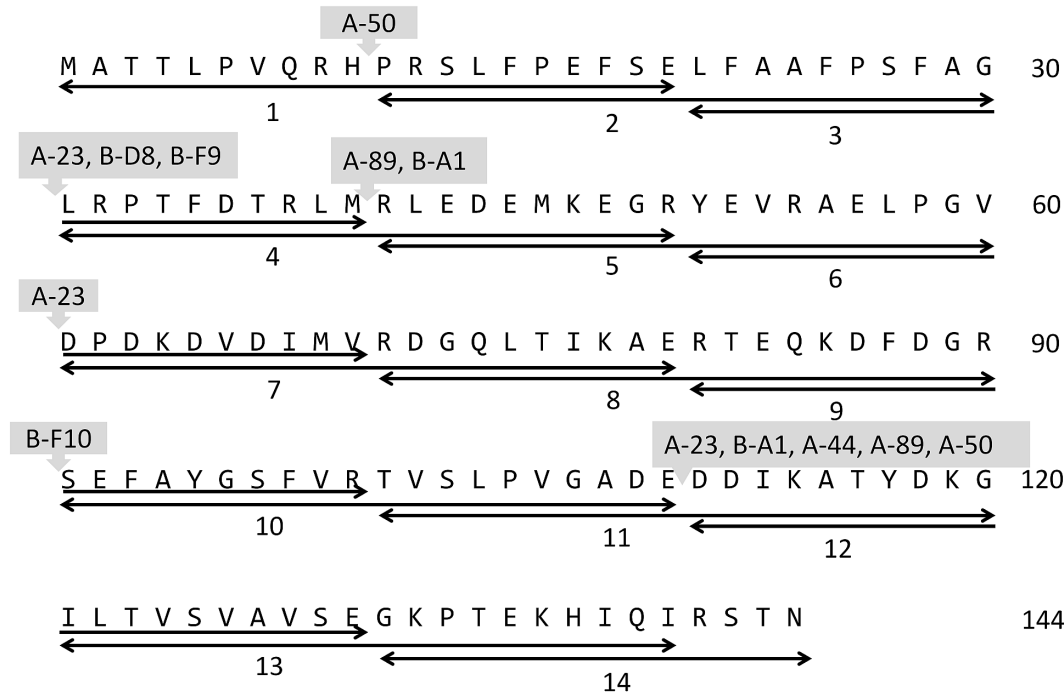 A-50
M A T T L P V Q R H P R S L F P E F S E L F A A F P S F A G 30
1 2 3
A-23, B-D8, B-F9 A-89, B-A1
L R P T F D T R L M R L E D E M K E G R Y E V R A E L P G V 60
4 5 6
A-23
D P D K D V D I M V R D G Q L T I K A E R T E Q K D F D G R 90
7 8 9
B-F10 A-23, B-A1, A-44, A-89, A-50
S E F A Y G S F V R T V S L P V G A D E D D I K A T Y D K G 120
10 11 12
I L T V S V A V S E G K P T E K H I Q I R S T N 144
13 14